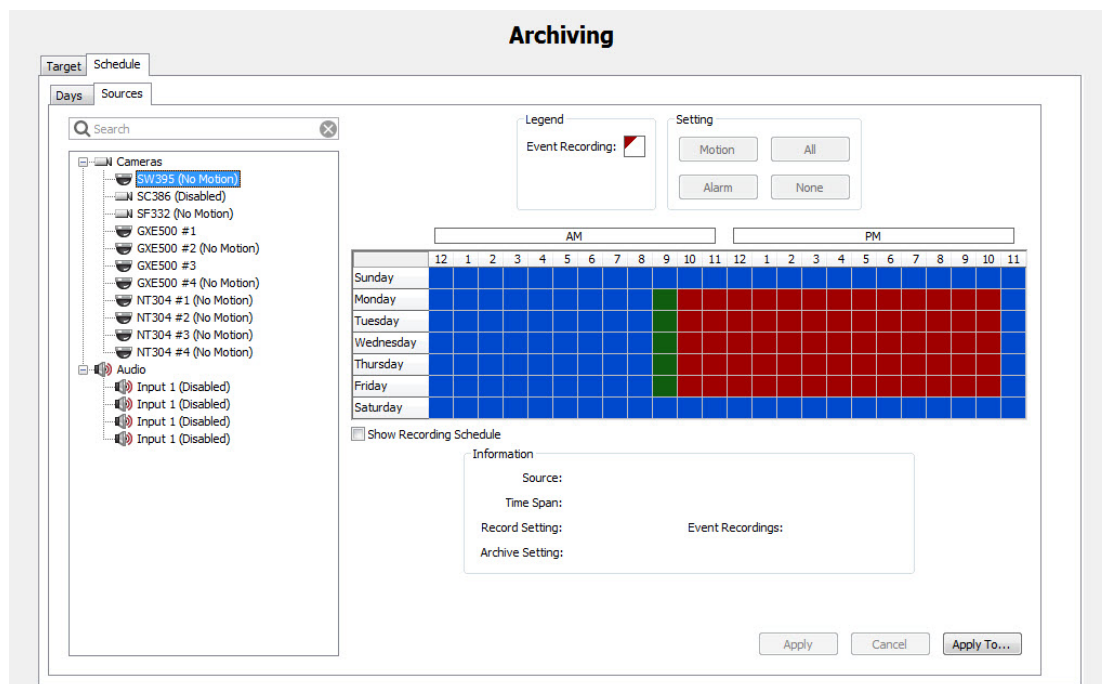 Archiving
Target Schedule
Days Sources
Search
Cameras
SW395 (No Motion)
SC386 (Disabled)
SF332 (No Motion)
GXE500 #1
GXE500 #2 (No Motion)
GXE500 #3
GXE500 #4 (No Motion)
NT304 #1 (No Motion)
NT304 #2 (No Motion)
NT304 #3 (No Motion)
NT304 #4 (No Motion)
Audio
Input 1 (Disabled)
Input 1 (Disabled)
Input 1 (Disabled)
Input 1 (Disabled)
Legend
Event Recording:
Setting
Motion All
Alarm None
AM PM
12 1 2 3 4 5 6 7 8 9 10 11 12 1 2 3 4 5 6 7 8 9 10 11
Sunday
Monday
Tuesday
Wednesday
Thursday
Friday
Saturday
Show Recording Schedule
Information
Source:
Time Span:
Record Setting: Event Recordings:
Archive Setting:
Apply Cancel Apply To...